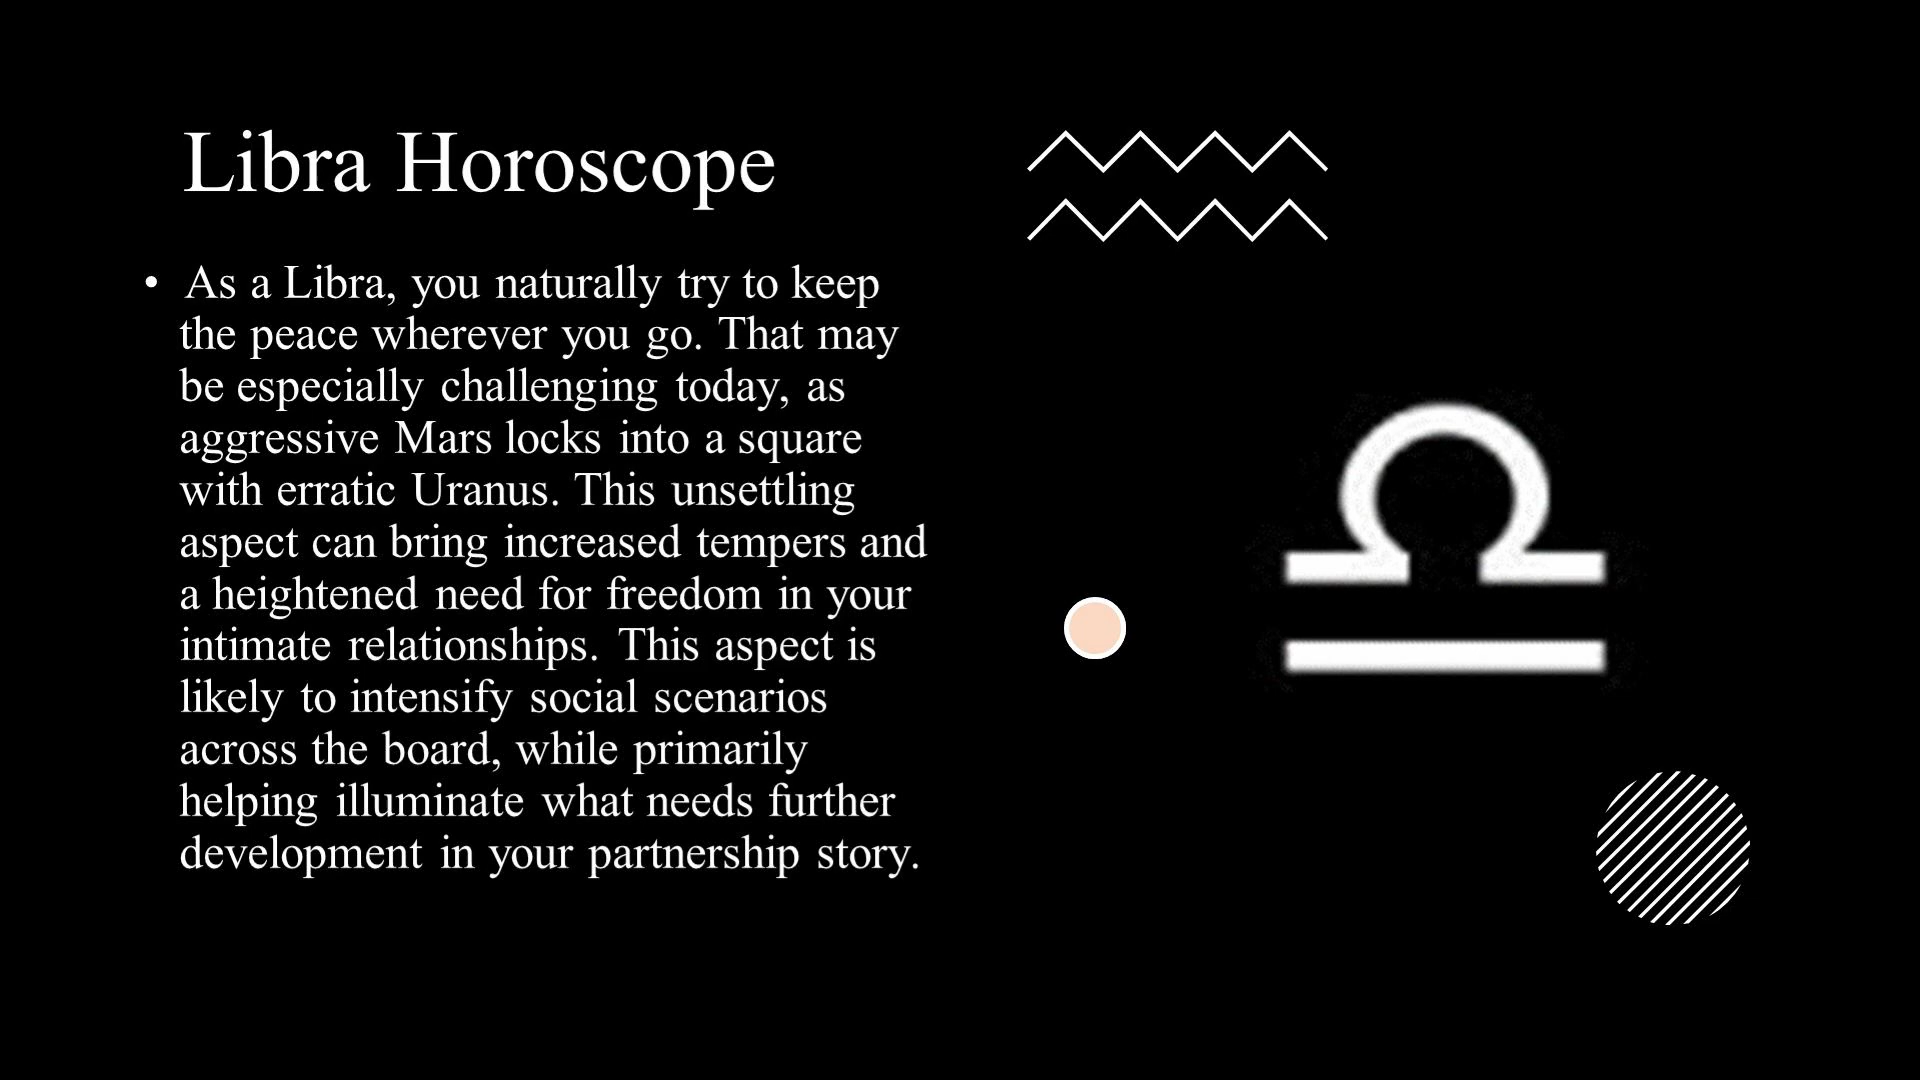 Libra Horoscope
• As a Libra, you naturally try to keep
the peace wherever you go. That may
be especially challenging today, as
aggressive Mars locks into a square
with erratic Uranus. This unsettling
aspect can bring increased tempers and
a heightened need for freedom in your
intimate relationships. This aspect is
likely to intensify social scenarios
across the board, while primarily
helping illuminate what needs further
development in your partnership story.